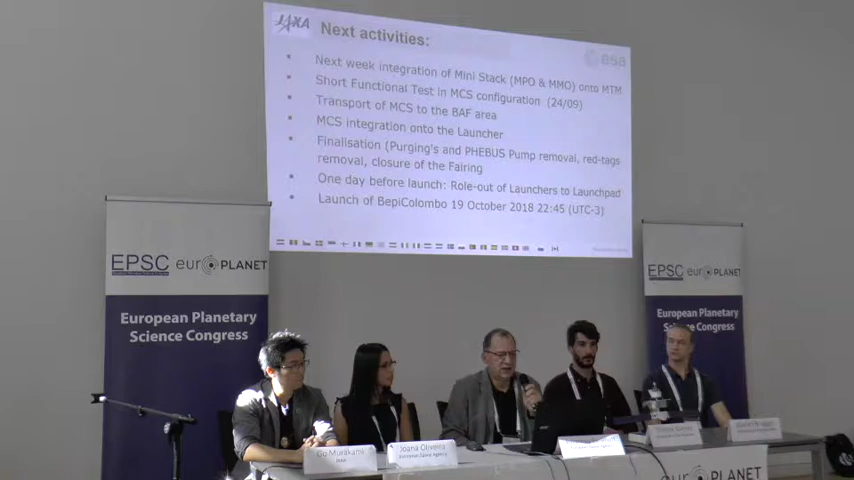 JAXA
Next activities:
esa
• Next week integration of Mini Stack (MPO & MMO) onto MTM
• Short Functional Test in MCS configuration (24/09)
• Transport of MCS to the BAF area
• MCS integration onto the Launcher
• Finalisation (Purging's and PHEBUS Pump removal, red-tags
removal, closure of the Fairing
• One day before launch: Role-out of Launchers to Launchpad
• Launch of BepiColombo 19 October 2018 22:45 (UTC-3)
EPSC euroPLANET
European Planetary
Science Congress
EPSC euroPLANET
European Planetary
Science Congress
Go Murakami
JAXA
Joana Oliveira
European Space Agency
euroPLANET